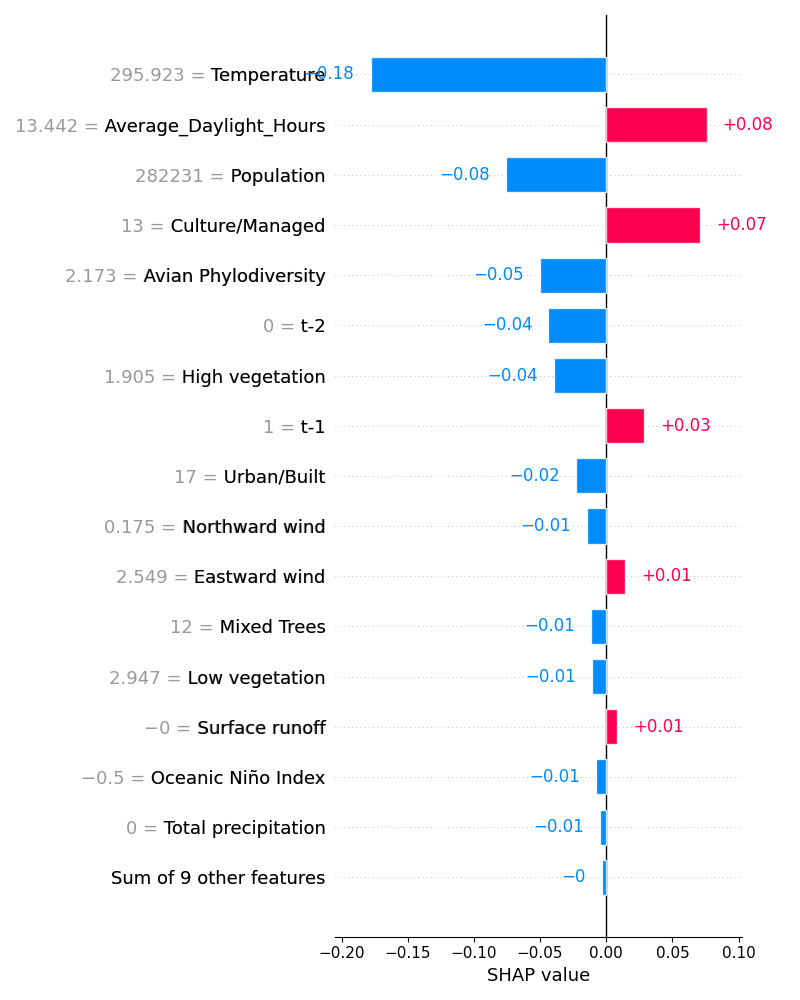 295.923 = Temperature −0.18
13.442 = Average_Daylight_Hours +0.08
282231 = Population −0.08
13 = Culture/Managed +0.07
2.173 = Avian Phylodiversity −0.05
0 = t-2 −0.04
1.905 = High vegetation −0.04
1 = t-1 +0.03
17 = Urban/Built −0.02
0.175 = Northward wind −0.01
2.549 = Eastward wind +0.01
12 = Mixed Trees −0.01
2.947 = Low vegetation −0.01
−0 = Surface runoff +0.01
−0.5 = Oceanic Niño Index −0.01
0 = Total precipitation −0.01
Sum of 9 other features −0
−0.20 −0.15 −0.10 −0.05 0.00 0.05 0.10
SHAP value